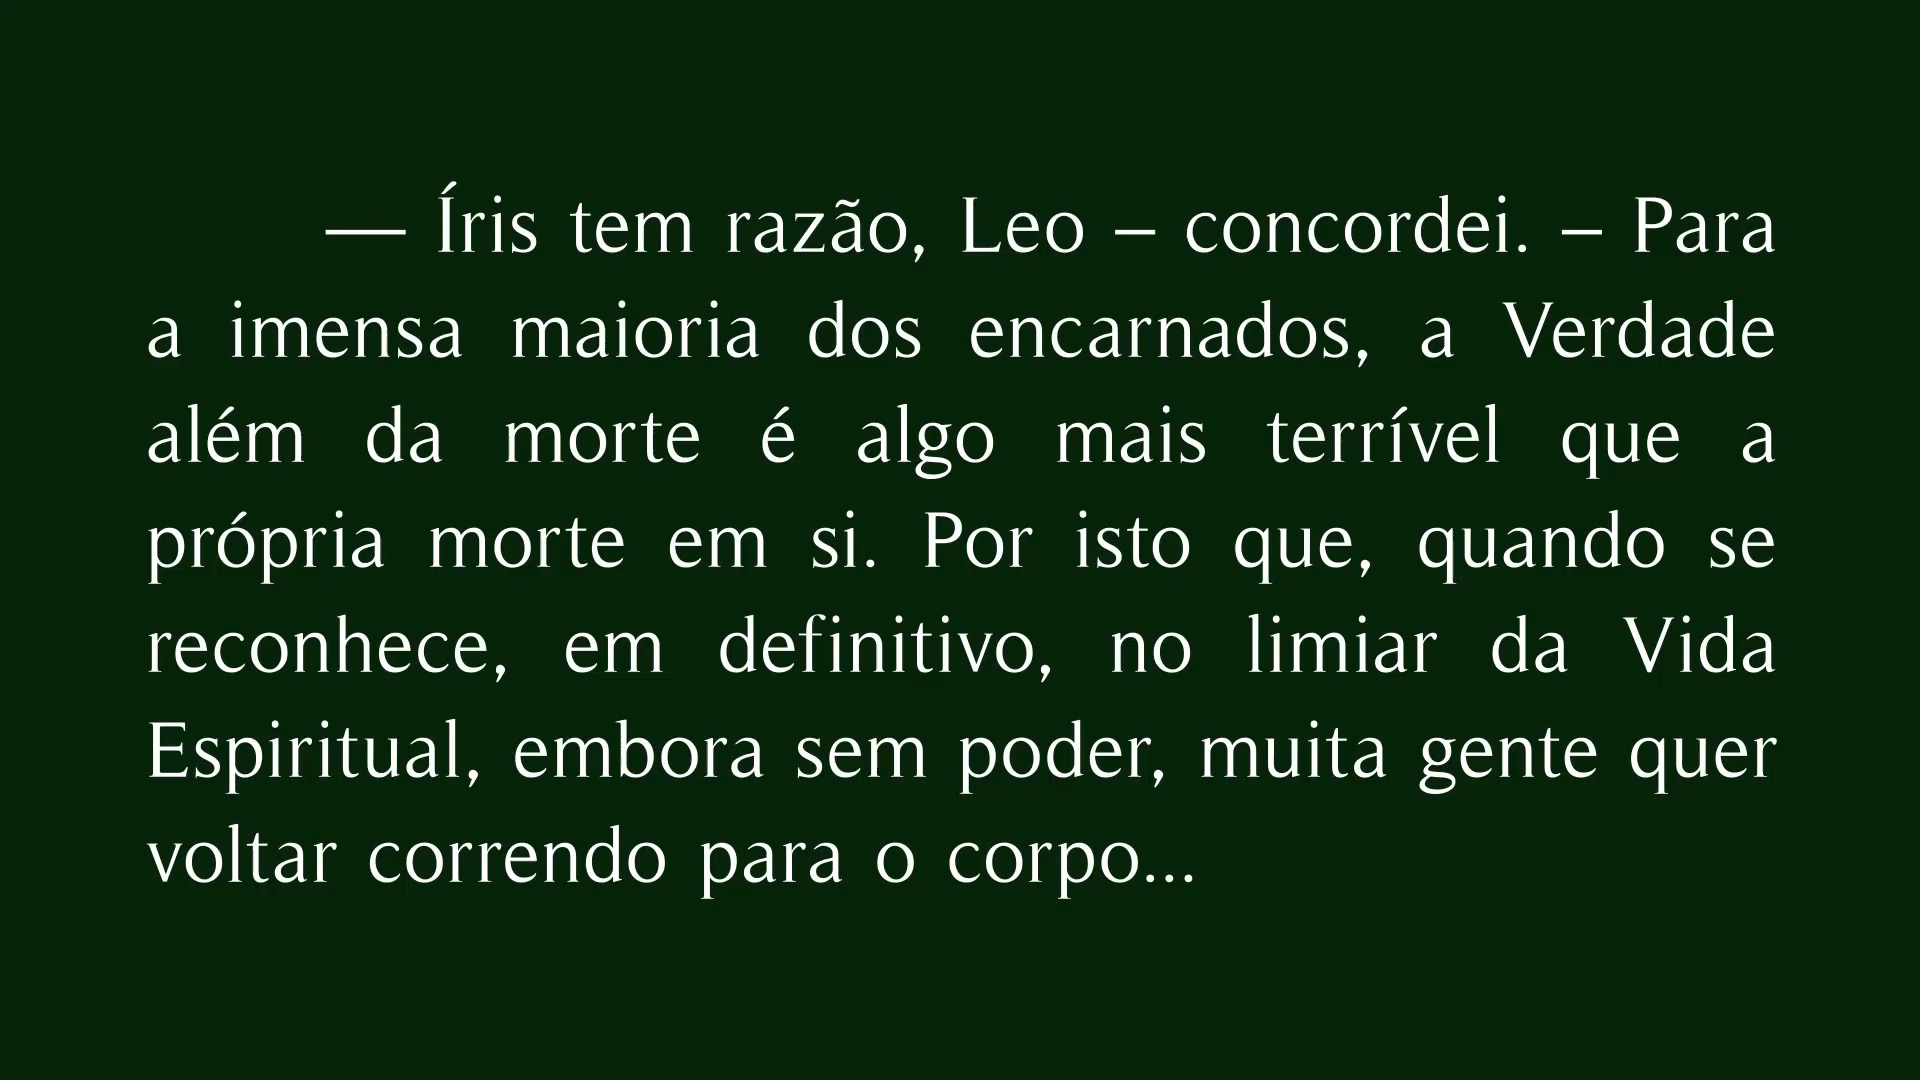 — Íris tem razão, Leo – concordei. – Para
a imensa maioria dos encarnados, a Verdade
além da morte é algo mais terrível que a
própria morte em si. Por isto que, quando se
reconhece, em definitivo, no limiar da Vida
Espiritual, embora sem poder, muita gente quer
voltar correndo para o corpo...